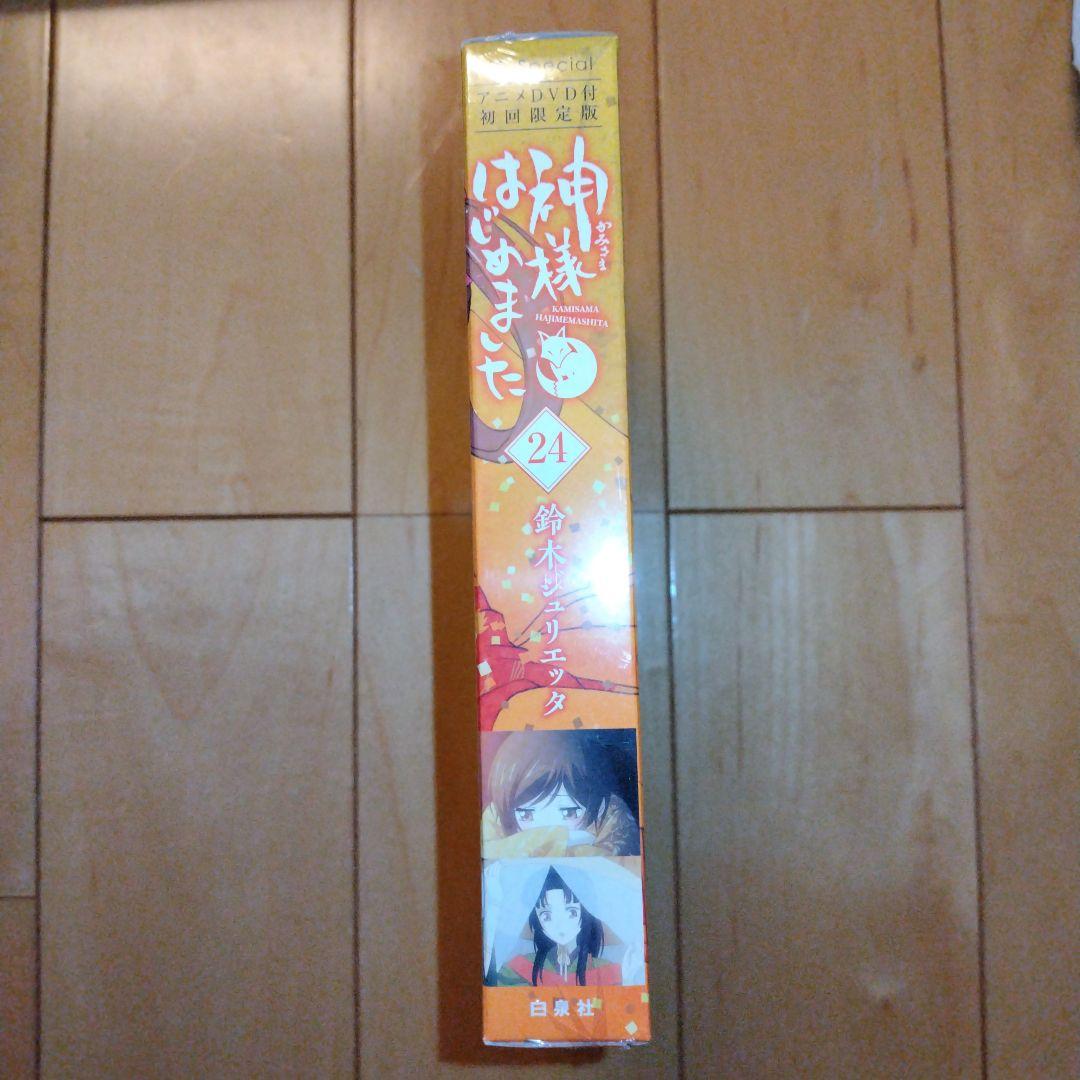 Special
アニメDVD付
初回限定版
神様
かみさま
はじめました
KAMISAMA
HAJIMEMASHITA
24
鈴木ジュリエッタ
白泉社